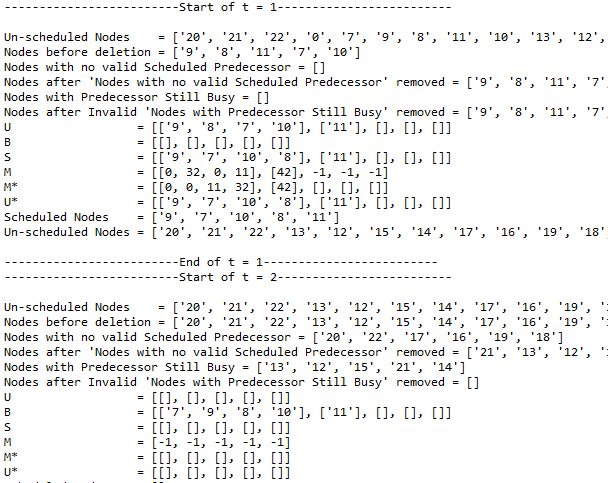 -------------------------Start of t = 1-------------------------
Un-scheduled Nodes    = ['20', '21', '22', '0', '7', '9', '8', '11', '10', '13', '12',
Nodes before deletion = ['9', '8', '11', '7', '10']
Nodes with no valid Scheduled Predecessor = []
Nodes after 'Nodes with no valid Scheduled Predecessor' removed = ['9', '8', '11', '7'
Nodes with Predecessor Still Busy = []
Nodes after Invalid 'Nodes with Predecessor Still Busy' removed = ['9', '8', '11', '7'
U                  = [['9', '8', '7', '10'], ['11'], [], [], []]
B                  = [[], [], [], [], []]
S                  = [['9', '7', '10', '8'], ['11'], [], [], []]
M                  = [[0, 32, 0, 11], [42], -1, -1, -1]
M*                 = [[0, 0, 11, 32], [42], [], [], []]
U*                 = [['9', '7', '10', '8'], ['11'], [], [], []]
Scheduled Nodes    = ['9', '7', '10', '8', '11']
Un-scheduled Nodes = ['20', '21', '22', '13', '12', '15', '14', '17', '16', '19', '18'
-------------------------End of t = 1-------------------------
-------------------------Start of t = 2-------------------------
Un-scheduled Nodes    = ['20', '21', '22', '13', '12', '15', '14', '17', '16', '19',
Nodes before deletion = ['20', '21', '22', '13', '12', '15', '14', '17', '16', '19',
Nodes with no valid Scheduled Predecessor = ['20', '22', '17', '16', '19', '18']
Nodes after 'Nodes with no valid Scheduled Predecessor' removed = ['21', '13', '12',
Nodes with Predecessor Still Busy = ['13', '12', '15', '21', '14']
Nodes after Invalid 'Nodes with Predecessor Still Busy' removed = []
U                  = [[], [], [], [], []]
B                  = [['7', '9', '8', '10'], ['11'], [], [], []]
S                  = [[], [], [], [], []]
M                  = [-1, -1, -1, -1, -1]
M*                 = [[], [], [], [], []]
U*                 = [[], [], [], [], []]